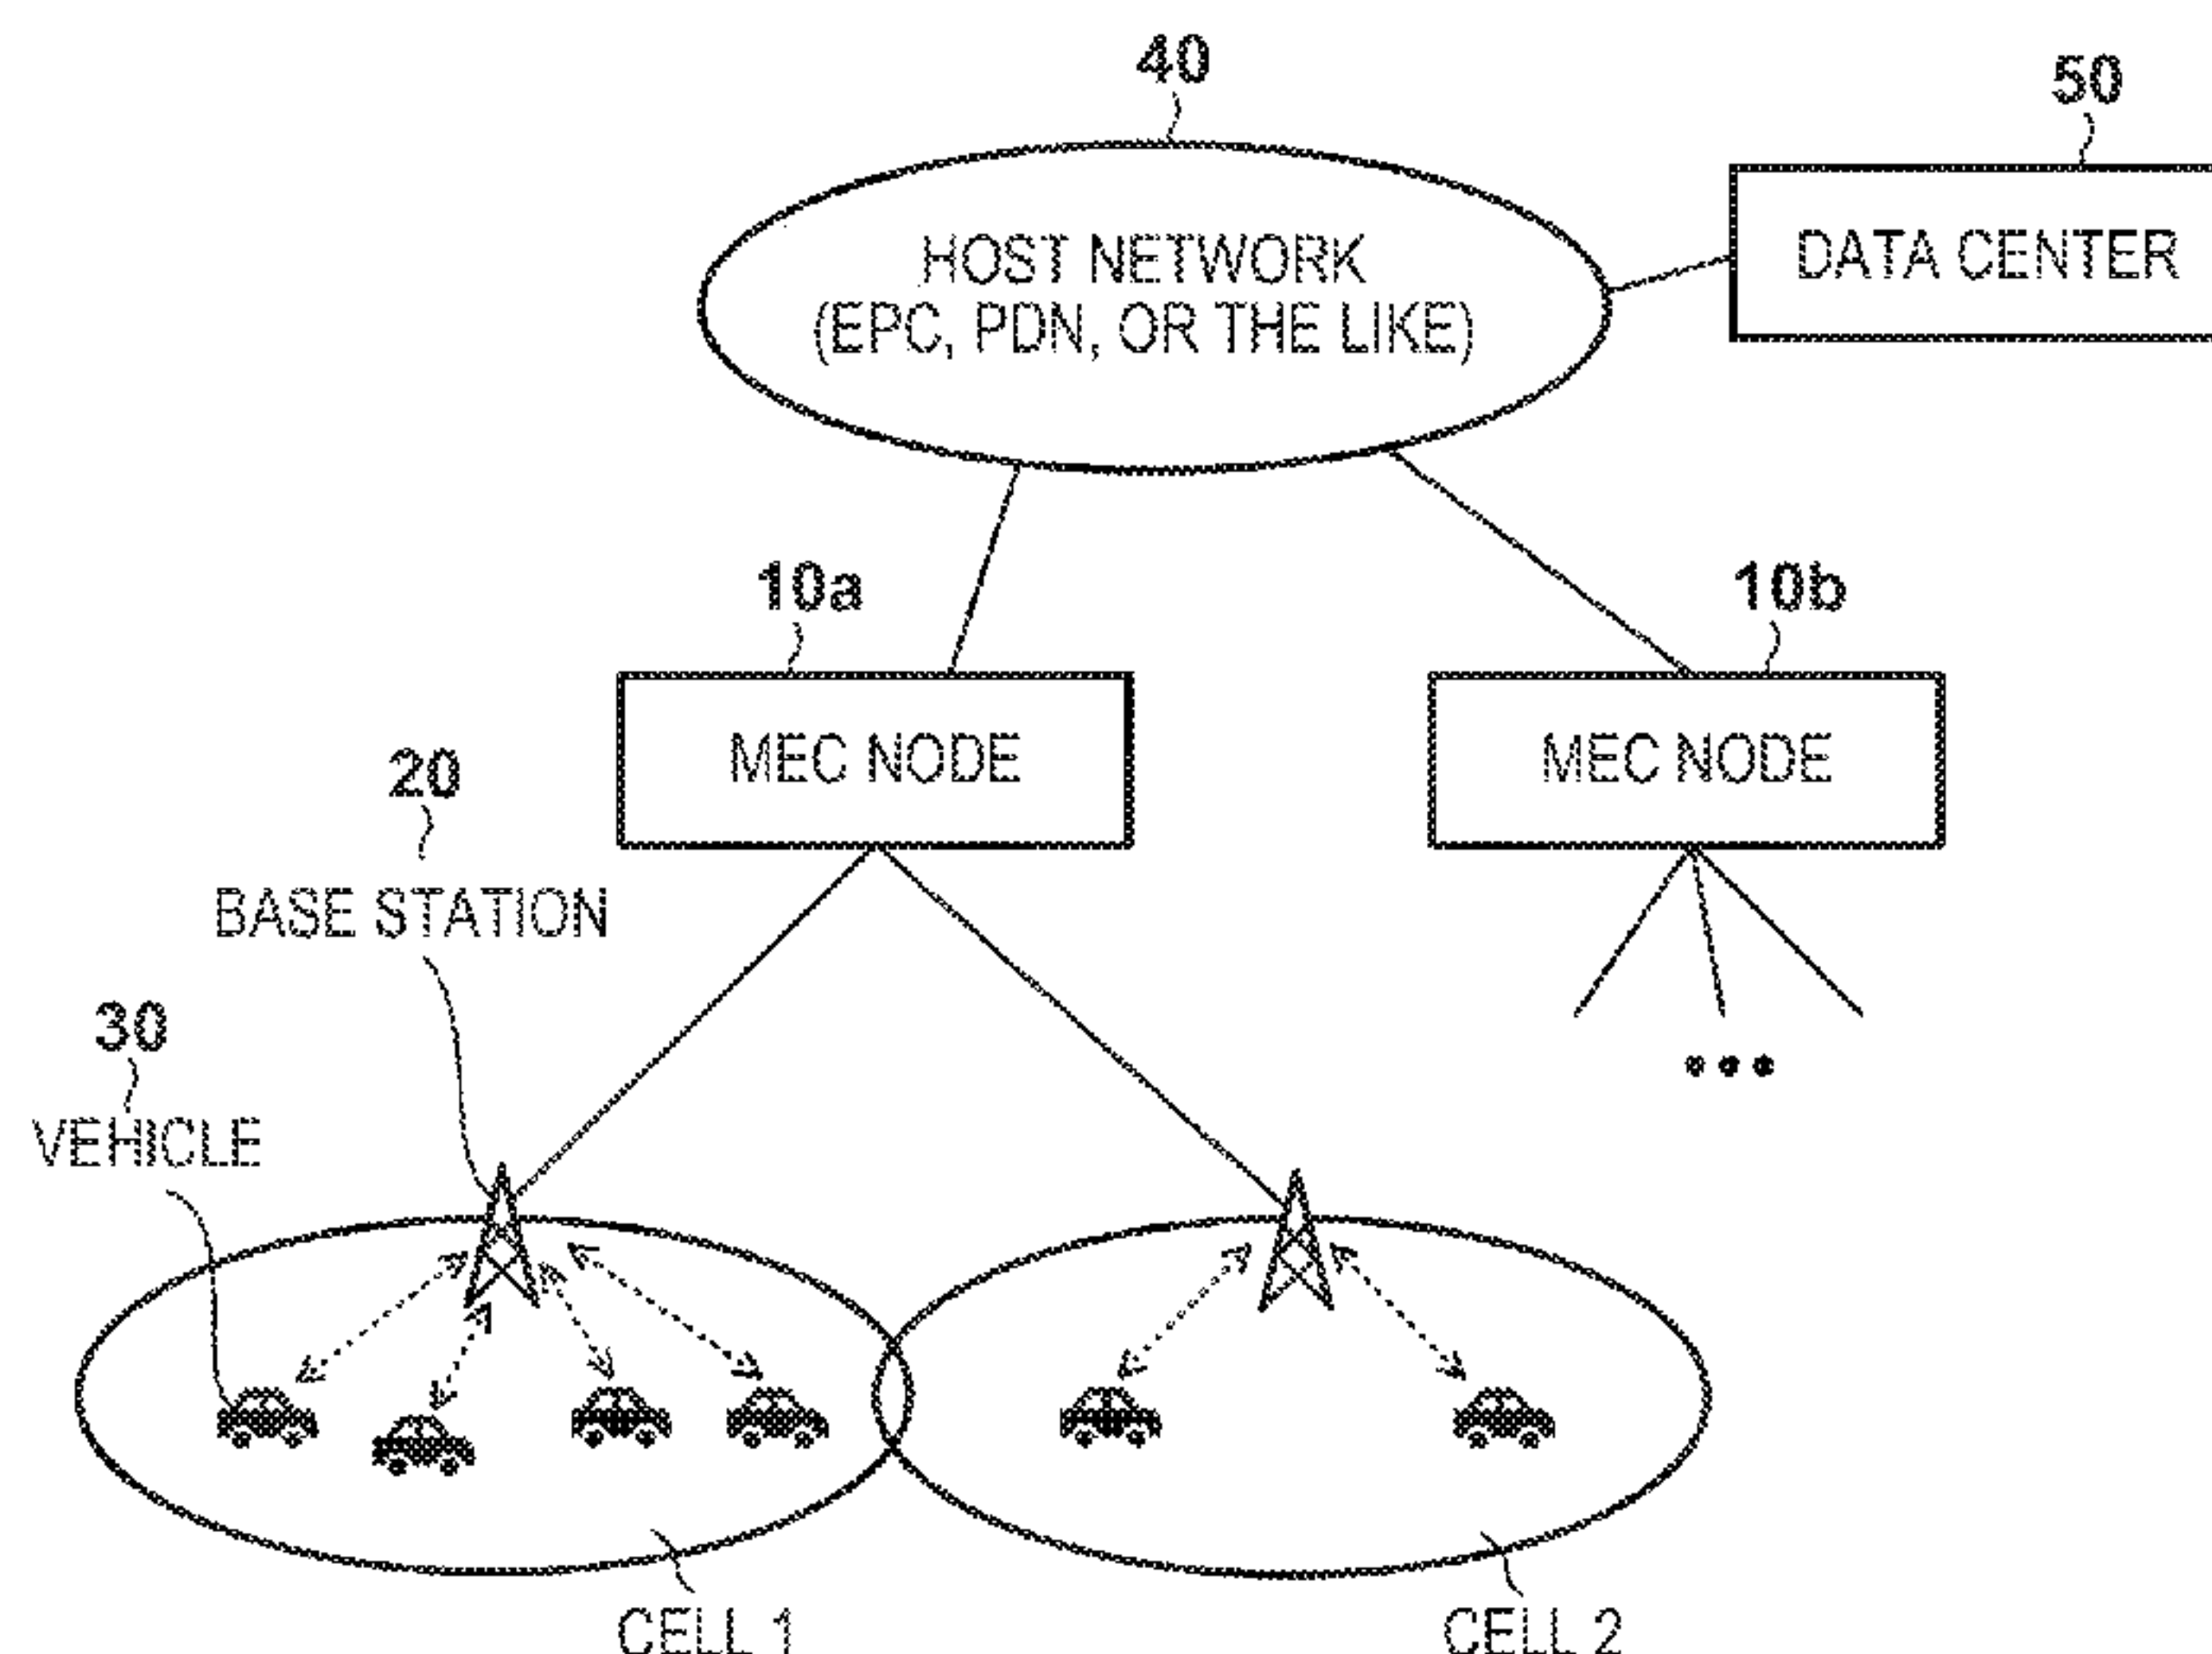 40
50
HOST NETWORK
(EPC, PDN, OR THE LIKE)
DATA CENTER
10a
10b
MEC NODE
MEC NODE
20
BASE STATION
30
VEHICLE
CELL 1
CELL 2